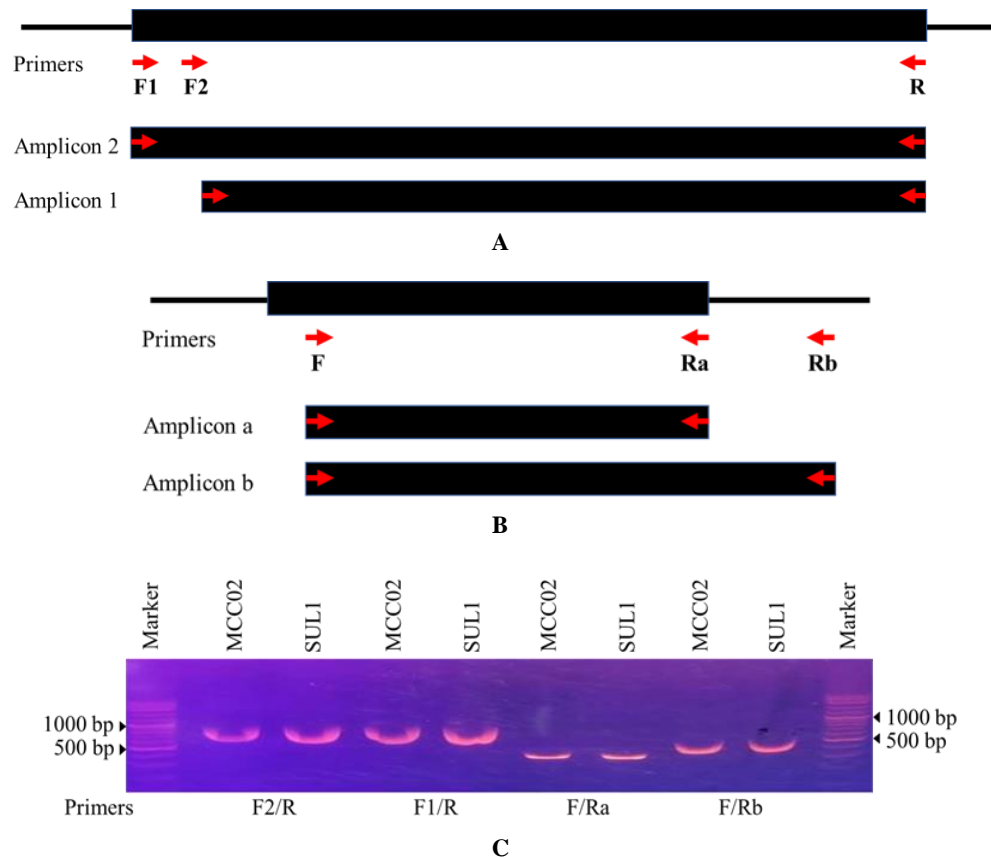 Primers
F1 F2 R
Amplicon 2
Amplicon 1
A
Primers
F Ra Rb
Amplicon a
Amplicon b
B
Marker MCC02 SUL1 MCC02 SUL1 MCC02 SUL1 MCC02 SUL1 Marker
1000 bp 1000 bp
500 bp 500 bp
Primers F2/R F1/R F/Ra F/Rb
C